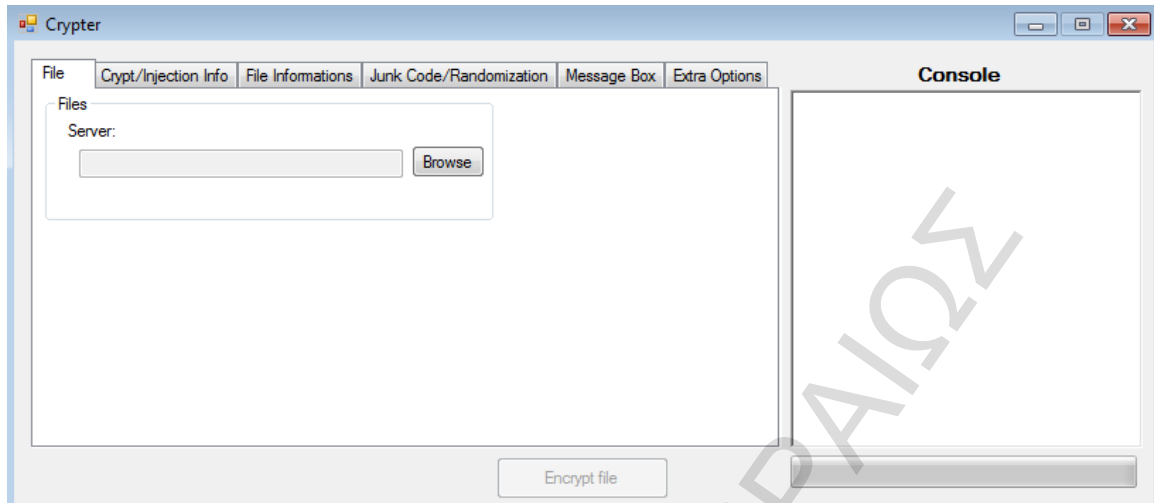 Crypter
File Crypt/Injection Info File Informations Junk Code/Randomization Message Box Extra Options
Console
Files
Server:
Browse
Encrypt file
ΡΑΙΩΣ